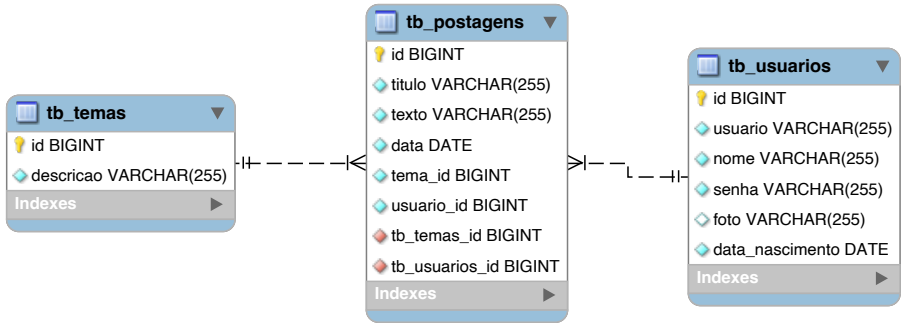 tb_temas
id BIGINT
descricao VARCHAR(255)
Indexes
tb_postagens
id BIGINT
titulo VARCHAR(255)
texto VARCHAR(255)
data DATE
tema_id BIGINT
usuario_id BIGINT
tb_temas_id BIGINT
tb_usuarios_id BIGINT
Indexes
tb_usuarios
id BIGINT
usuario VARCHAR(255)
nome VARCHAR(255)
senha VARCHAR(255)
foto VARCHAR(255)
data_nascimento DATE
Indexes